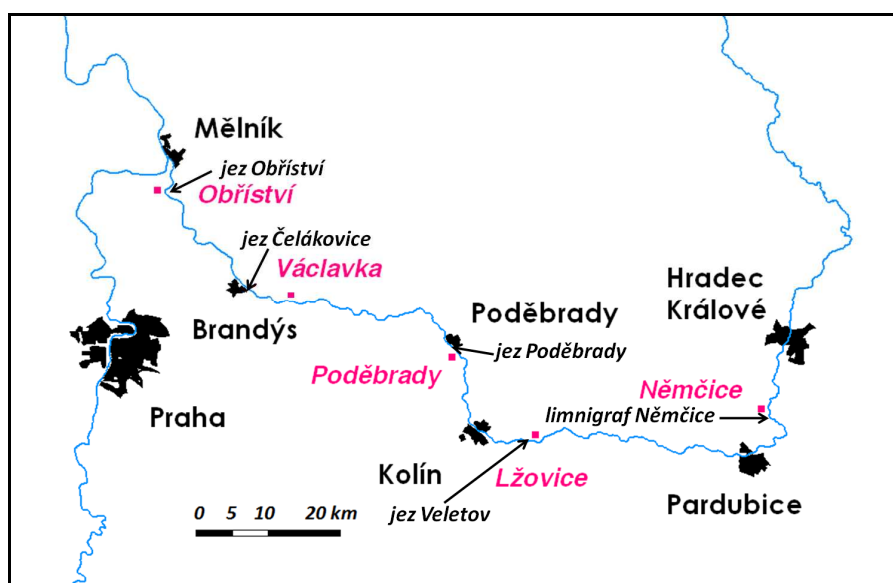 Mělník
jez Obříství
Obříství
jez Čelákovice
Václavka
Hradec
Králové
Poděbrady
Brandýs
jez Poděbrady
Poděbrady
Němčice
limnigraf Němčice
Praha
Kolín
Lžovice
Pardubice
jez Veletov
0 5 10 20 km